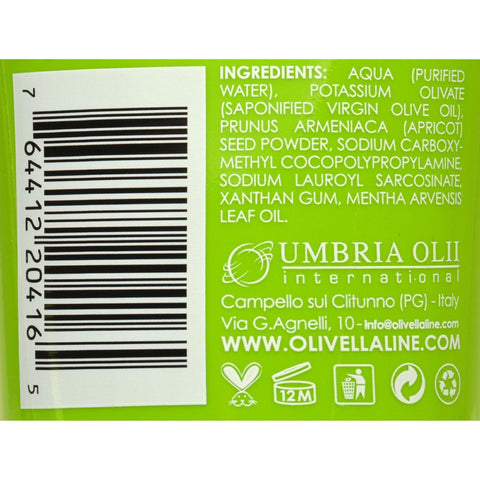 INGREDIENTS: AQUA (PURIFIED
WATER), POTASSIUM OLIVATE
(SAPONIFIED VIRGIN OLIVE OIL),
PRUNUS ARMENIACA (APRICOT)
SEED POWDER, SODIUM CARBOXY-
METHYL COCOPOLYPROPYLAMINE,
SODIUM LAUROYL SARCOSINATE,
XANTHAN GUM, MENTHA ARVENSIS
LEAF OIL.
UMBRIA OLII
international
Campello sul Clitunno (PG) - Italy
Via G.Agnelli, 10 - Info@olivellaline.com
WWW.OLIVELLALINE.COM
12M
7 64412 20416 5